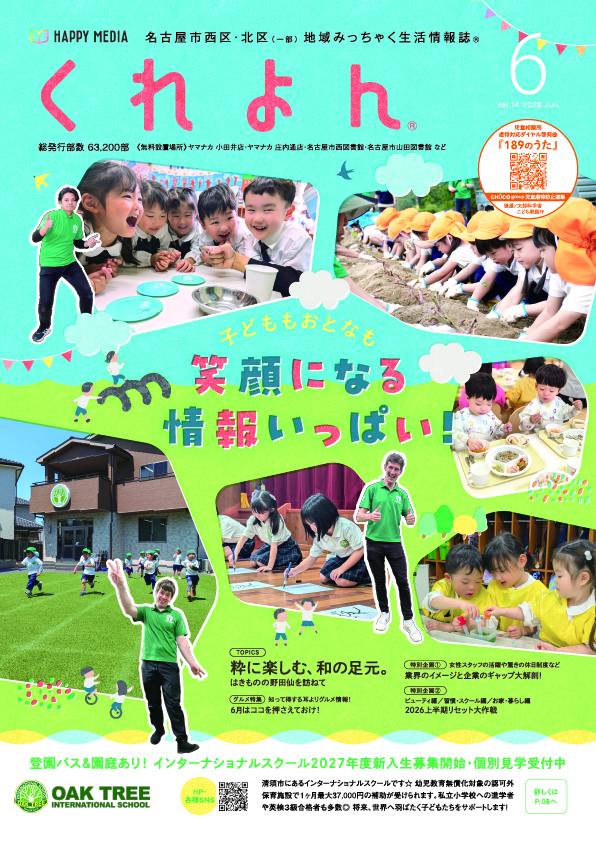 HAPPY MEDIA
名古屋市西区・北区(一部)地域みっちゃく生活情報誌®
くれよん®
6
vol.14 2026 Jun.
総発行部数 63,200部 《無料設置場所》ヤマナカ 小田井店・ヤマナカ 庄内通店・名古屋市西図書館・名古屋市山田図書館 など
児童相談所
虐待対応ダイヤル啓発会
『189のうた』
後援/文部科学省
こども家庭庁
子どももおとなも
笑顔になる
情報いっぱい!
TOPICS
粋に楽しむ、和の足元。
はきものの野田仙を訪ねて
グルメ特集 知って得する耳よりグルメ情報!
6月はココを押さえておけ!
特別企画① 女性スタッフの活躍や驚きの休日制度など
業界のイメージと企業のギャップ大解剖!
特別企画②
ビューティ編/習慣・スクール編/お家・暮らし編
2026上半期リセット大作戦
登園バス&園庭あり! インターナショナルスクール2027年度新入生募集開始・個別見学受付中
OAK TREE
INTERNATIONAL SCHOOL
HP・
各種SNS
清須市にあるインターナショナルスクールです☆ 幼児教育無償化対象の認可外
保育施設で1ヶ月最大37,000円の補助が受けられます。私立小学校への進学者
や英検3級合格者も多数◎ 将来、世界へ羽ばたく子どもたちをサポートします!
詳しくは
P.09へ